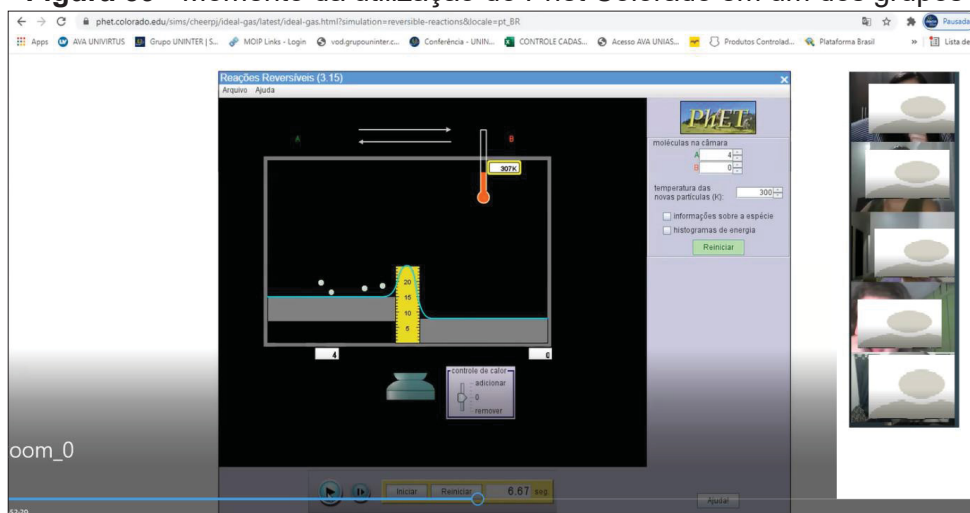 Figura 33 - momento da utilização do Phet Colorado em um dos grupos
phet.colorado.edu/sims/cheerpj/ideal-gas/latest/ideal-gas.html?simulation=reversible-reactions&locale=pt_BR
Pausada
Apps AVA UNIVIRTUS Grupo UNINTER | S... MOIP Links - Login vod.grupouninter.c... Conferência - UNIN... CONTROLE CADAS... Acesso AVA UNIAS... Produtos Controlad... Plataforma Brasil » Lista de
Reações Reversíveis (3.15)
Arquivo Ajuda
A
B
PhET
moléculas na câmara
A 4
B 0
307K
temperatura das
novas partículas (K): 300
informações sobre a espécie
histogramas de energia
Reiniciar
20
15
10
5
4
0
controle de calor
adicionar
0
remover
oom_0
Iniciar Reiniciar 6.67 seg.
Ajuda!